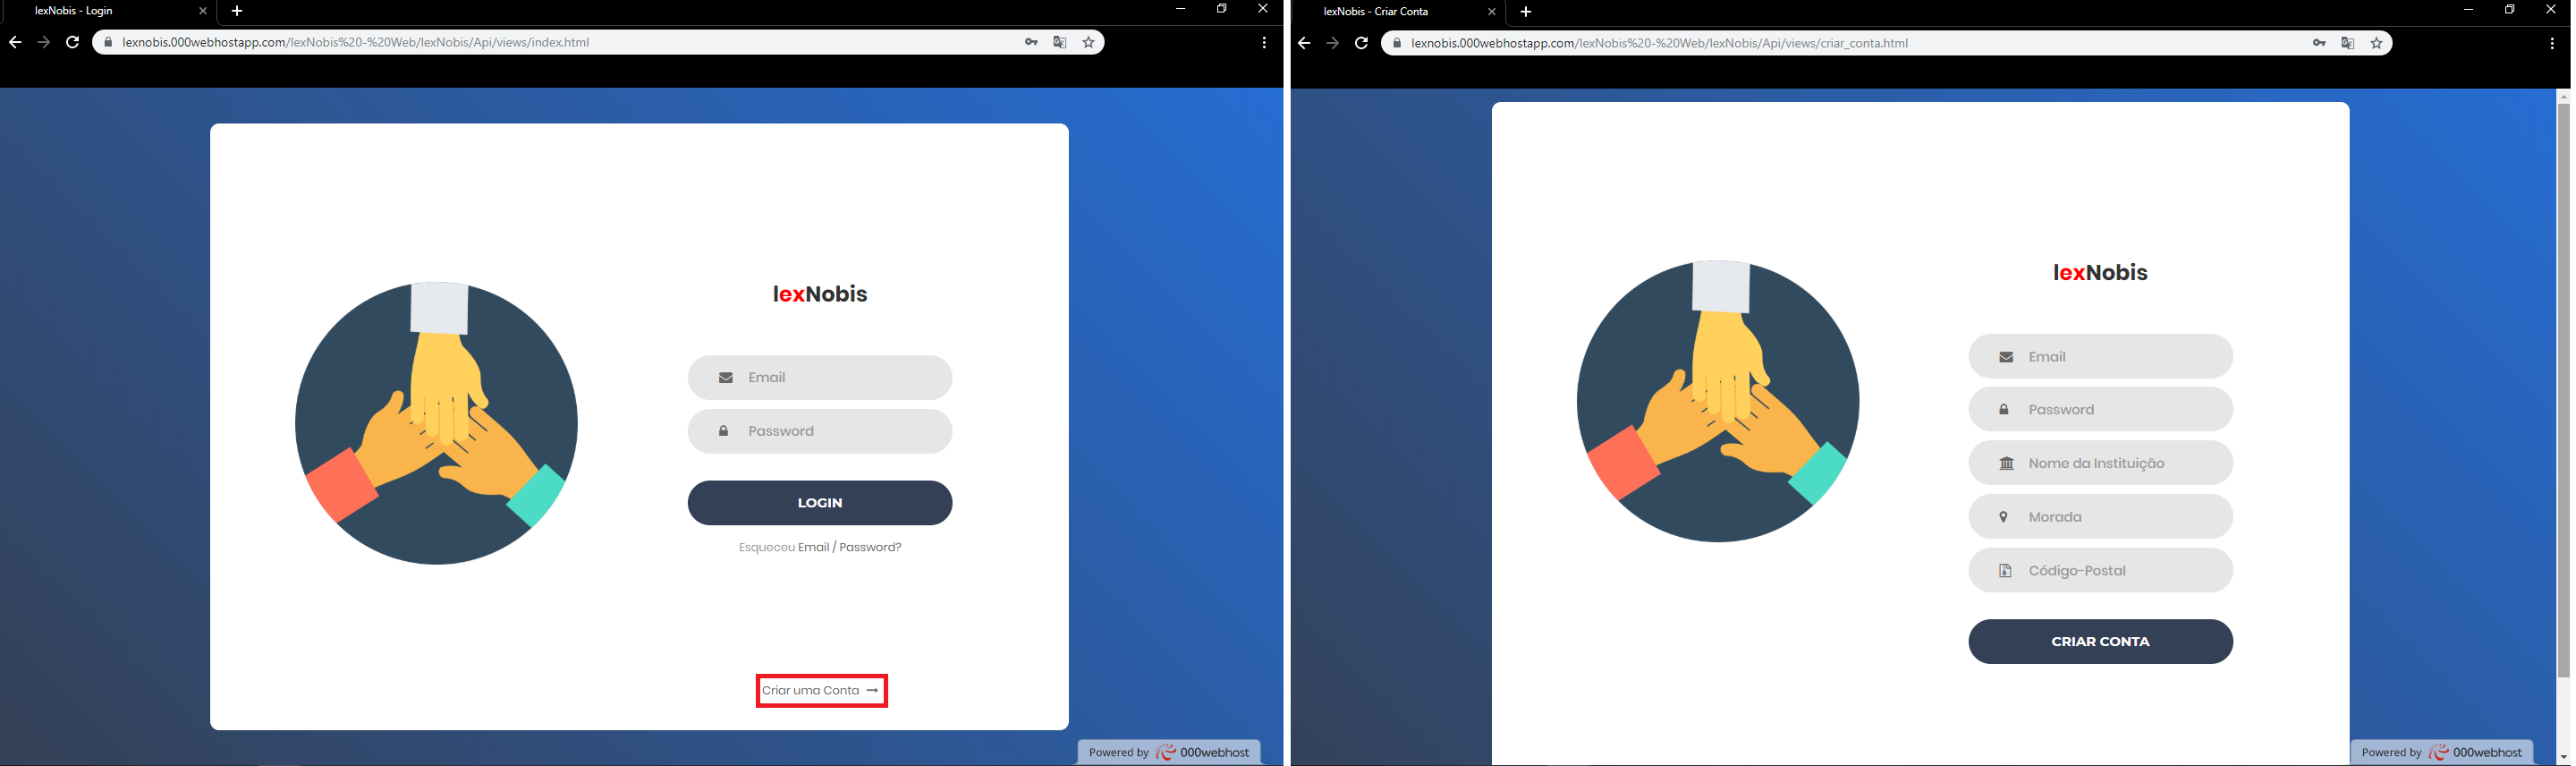 lexNobis - Login
lexnobis.000webhostapp.com/lexNobis%20-%20Web/lexNobis/Api/views/index.html
lexNobis
Email
Password
LOGIN
Esqueceu Email / Password?
Criar uma Conta
Powered by 000webhost
lexNobis - Criar Conta
lexnobis.000webhostapp.com/lexNobis%20-%20Web/lexNobis/Api/views/criar_conta.html
lexNobis
Email
Password
Nome da Instituição
Morada
Código-Postal
CRIAR CONTA
Powered by 000webhost